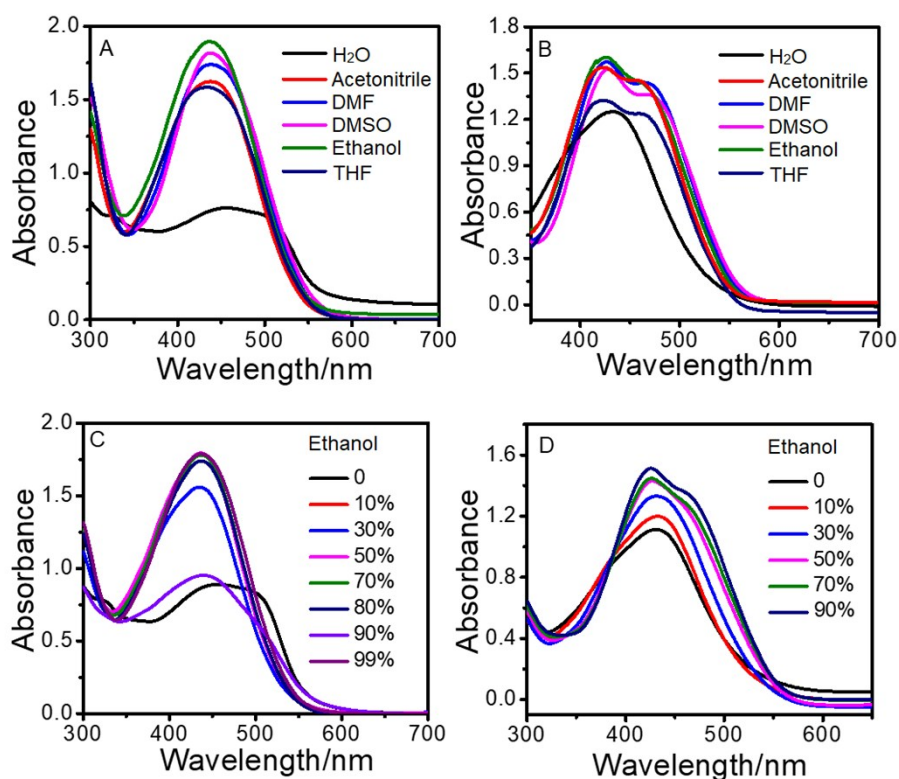 A
H₂O
Acetonitrile
DMF
DMSO
Ethanol
THF
2.0
1.5
1.0
0.5
0.0
Absorbance
300 400 500 600 700
Wavelength/nm
B
H₂O
Acetonitrile
DMF
DMSO
Ethanol
THF
1.8
1.5
1.2
0.9
0.6
0.3
0.0
Absorbance
400 500 600 700
Wavelength/nm
C
Ethanol
0
10%
30%
50%
70%
80%
90%
99%
2.0
1.5
1.0
0.5
0.0
Absorbance
300 400 500 600 700
Wavelength/nm
D
Ethanol
0
10%
30%
50%
70%
90%
1.6
1.2
0.8
0.4
0.0
Absorbance
300 400 500 600
Wavelength/nm